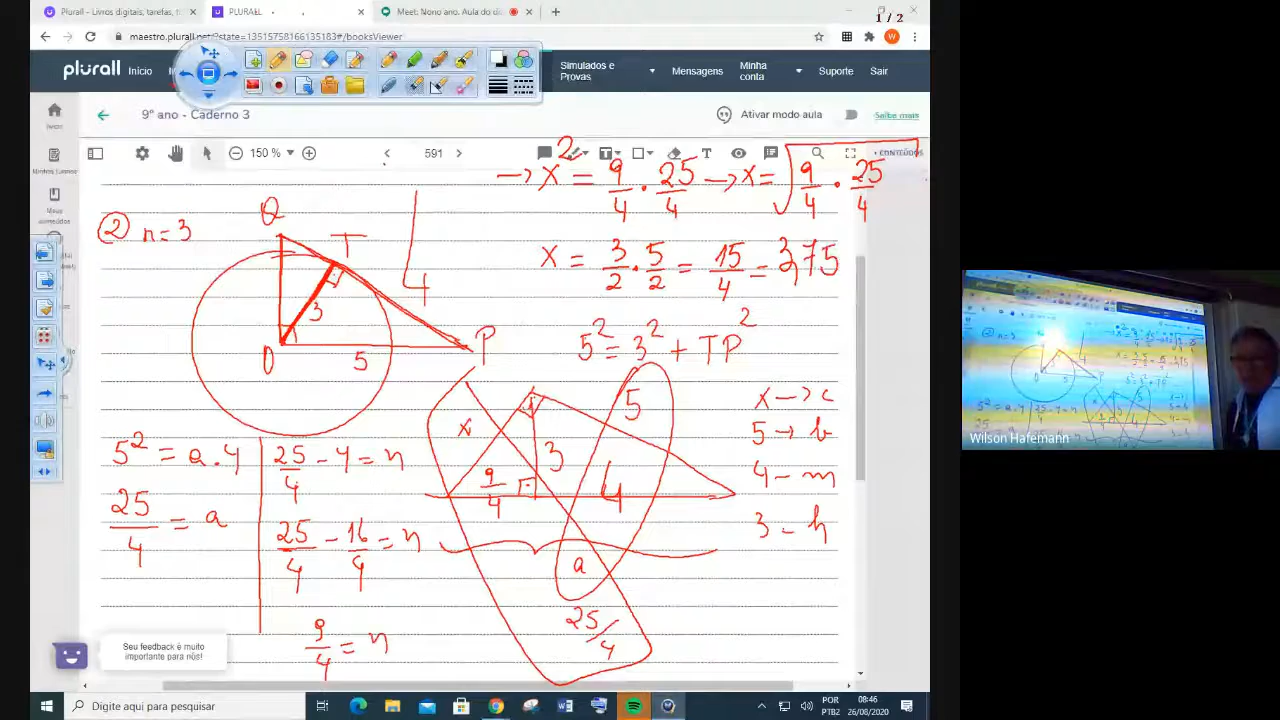 Plurall – Livros digitais, tarefas, t
PLURALL
Meet: Nono ano. Aula do di
1 / 2
maestro.plurall.net/?state=13515758166135183#/booksViewer
W
plurall
Início
Simulados e Provas
Mensagens
Minha conta
Suporte
Sair
9º ano - Caderno 3
Ativar modo aula
Saiba mais
150 %
591
CONTEÚDOS
→ x² = 9/4 · 25/4 → x = √(9/4 · 25/4)
② r=3
Q
T
4
3
O
5
P
x = 3/2 · 5/2 = 15/4 = 3,75
5² = 3² + TP²
x → c
5 → b
4 – m
3 – h
5² = a.4
25/4 = a
25/4 – 4 = n
25/4 – 16/4 = n
9/4 = n
x
5
3
9/4
4
a
25/4
Wilson Hafemann
Seu feedback é muito
importante para nós!
Digite aqui para pesquisar
POR
PTB2
08:46
26/08/2020